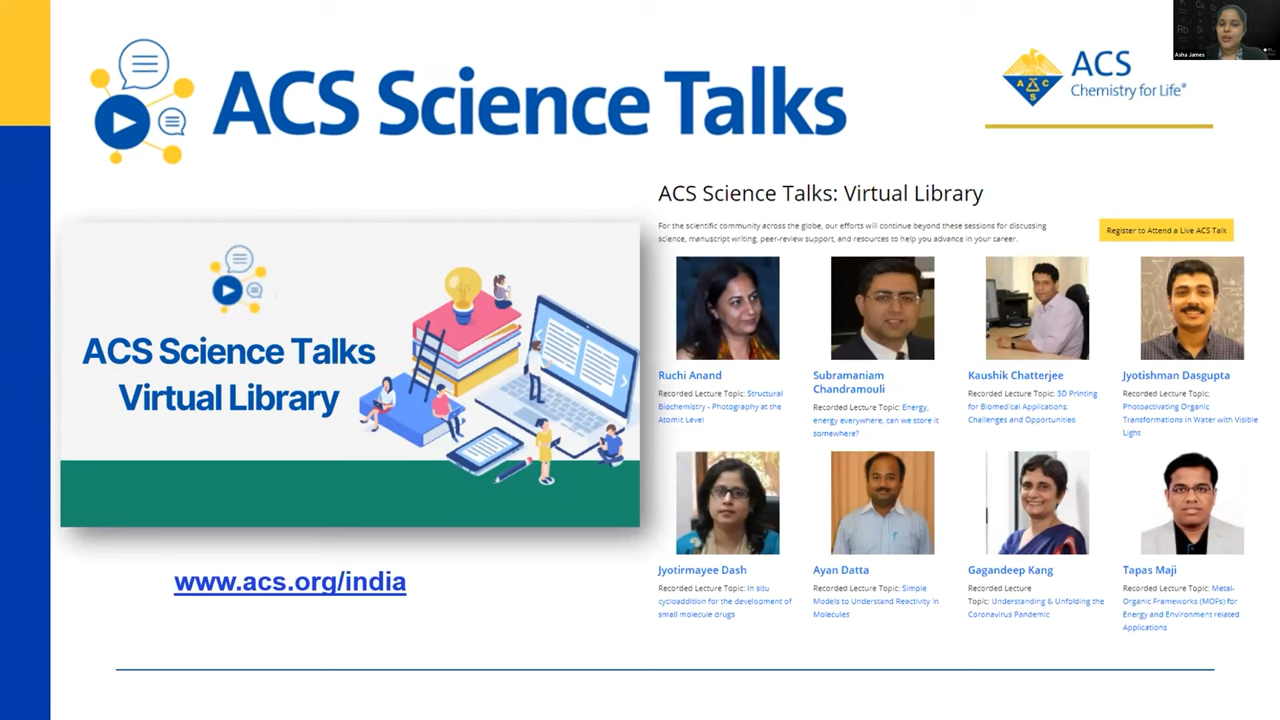 ACS Science Talks
ACS
Chemistry for Life®
A C S
Asha James
ACS Science Talks
Virtual Library
www.acs.org/india
ACS Science Talks: Virtual Library
For the scientific community across the globe, our efforts will continue beyond these sessions for discussing
science, manuscript writing, peer-review support, and resources to help you advance in your career.
Register to Attend a Live ACS Talk
Ruchi Anand
Recorded Lecture Topic: Structural
Biochemistry - Photography at the
Atomic Level
Subramaniam
Chandramouli
Recorded Lecture Topic: Energy,
energy everywhere, can we store it
somewhere?
Kaushik Chatterjee
Recorded Lecture Topic: 3D Printing
for Biomedical Applications:
Challenges and Opportunities
Jyotishman Dasgupta
Recorded Lecture Topic:
Photoactivating Organic
Transformations in Water with Visible
Light
Jyotirmayee Dash
Recorded Lecture Topic: In situ
cycloaddition for the development of
small molecule drugs
Ayan Datta
Recorded Lecture Topic: Simple
Models to Understand Reactivity in
Molecules
Gagandeep Kang
Recorded Lecture
Topic: Understanding & Unfolding the
Coronavirus Pandemic
Tapas Maji
Recorded Lecture Topic: Metal-
Organic Frameworks (MOFs) for
Energy and Environment related
Applications